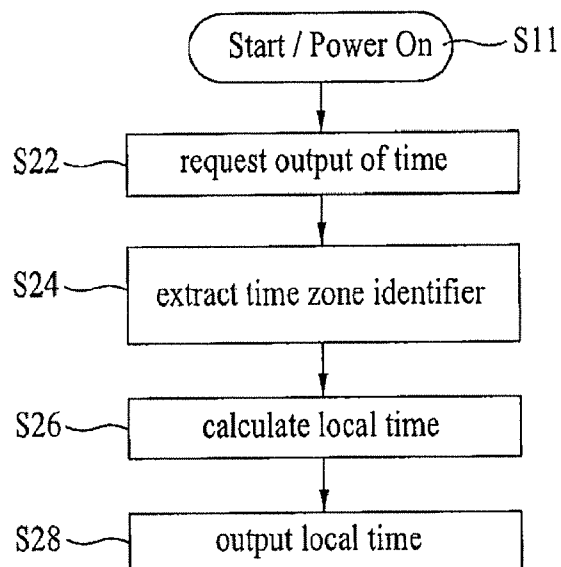 Start / Power On S11
S22 request output of time
S24 extract time zone identifier
S26 calculate local time
S28 output local time